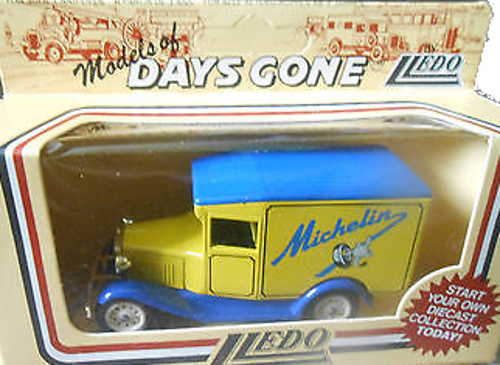 Models of
DAYS GONE
LLEDO
Michelin
START
YOUR OWN
DIECAST
COLLECTION
TODAY!
LLEDO